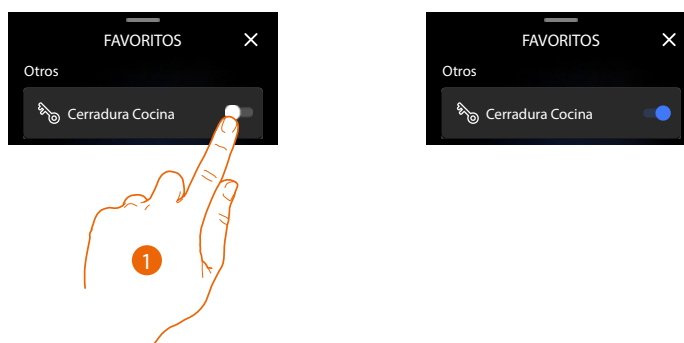 FAVORITOS
Otros
Cerradura Cocina
1
FAVORITOS
Otros
Cerradura Cocina